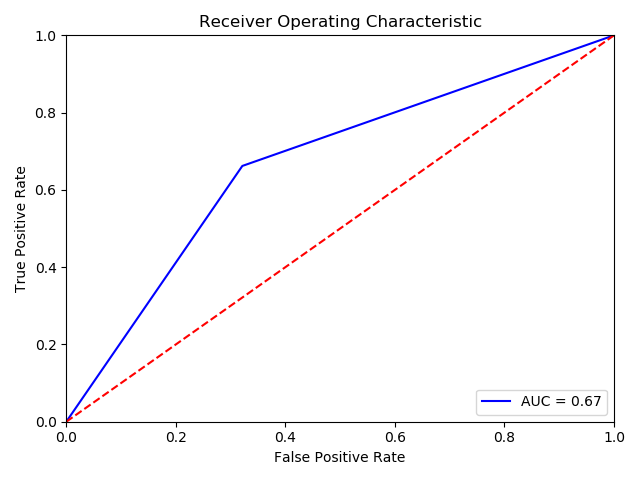 Receiver Operating Characteristic
1.0
0.8
0.6
0.4
0.2
0.0
True Positive Rate
AUC = 0.67
0.0 0.2 0.4 0.6 0.8 1.0
False Positive Rate